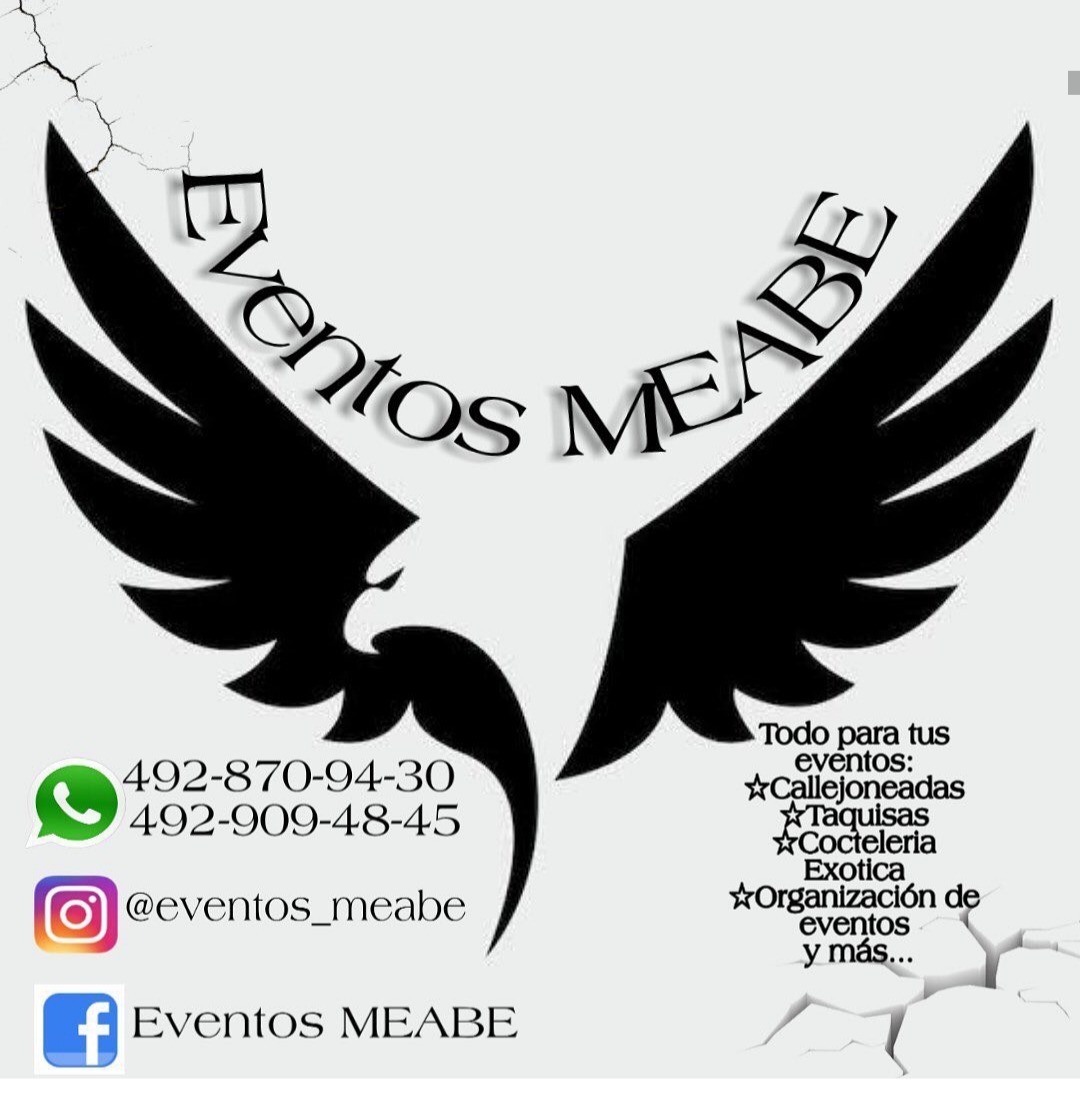 Eventos MEABE
492-870-94-30
492-909-48-45
@eventos_meabe
Eventos MEABE
Todo para tus
eventos:
☆Callejoneadas
☆Taquisas
☆Cocteleria
Exotica
☆Organización de
eventos
y más...